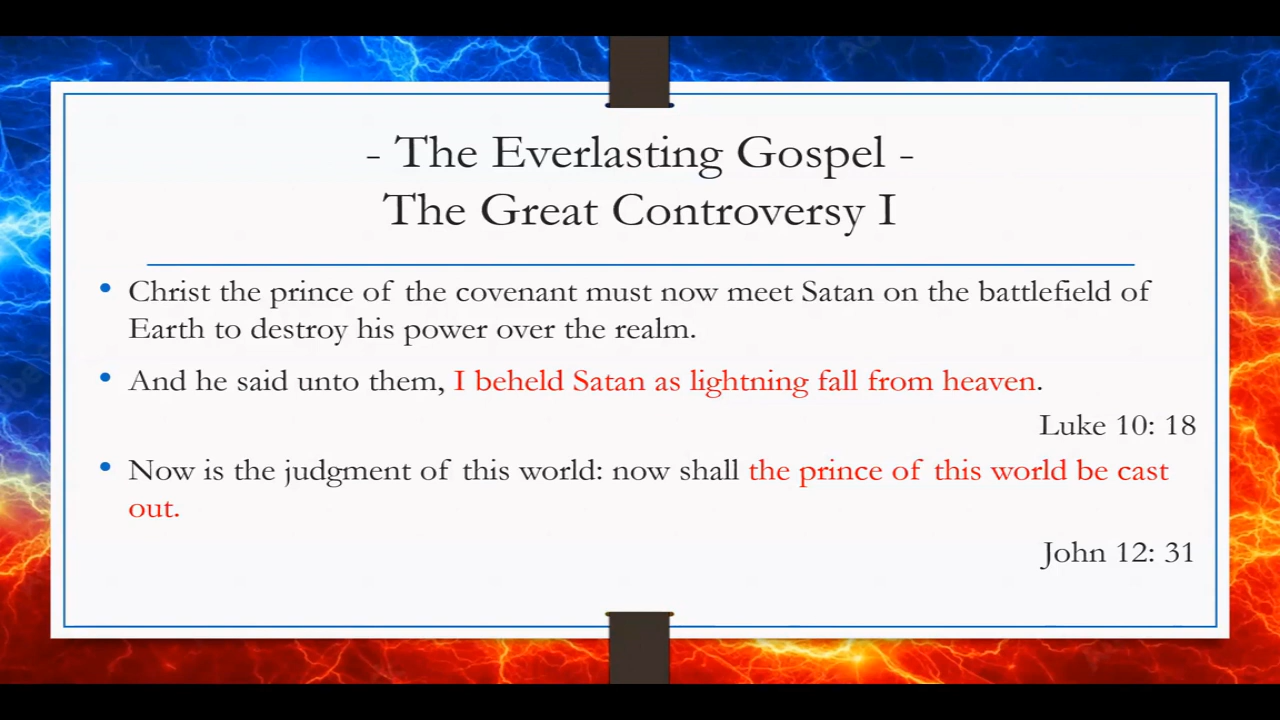 - The Everlasting Gospel -
The Great Controversy I
• Christ the prince of the covenant must now meet Satan on the battlefield of
Earth to destroy his power over the realm.
• And he said unto them, I beheld Satan as lightning fall from heaven.
Luke 10: 18
• Now is the judgment of this world: now shall the prince of this world be cast
out.
John 12: 31